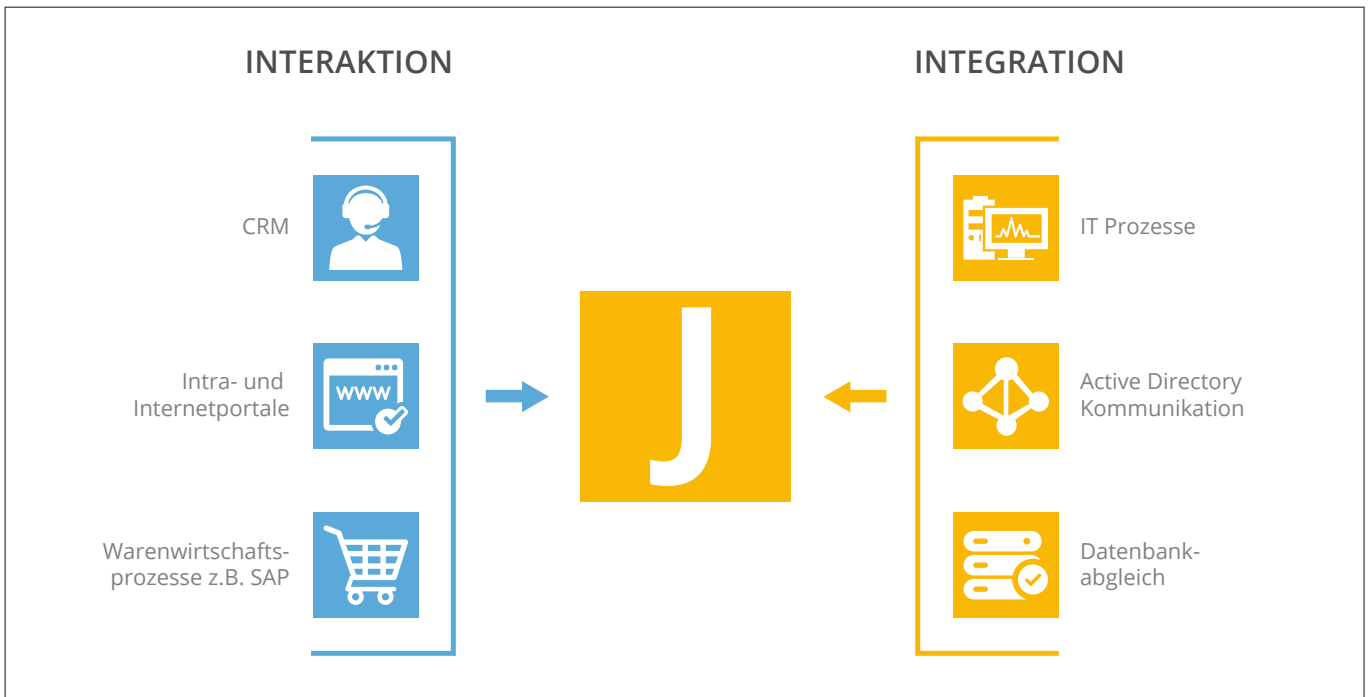 INTERAKTION
CRM
Intra- und
Internetportale
www
Warenwirtschafts-
prozesse z.B. SAP
J
INTEGRATION
IT Prozesse
Active Directory
Kommunikation
Datenbank-
abgleich